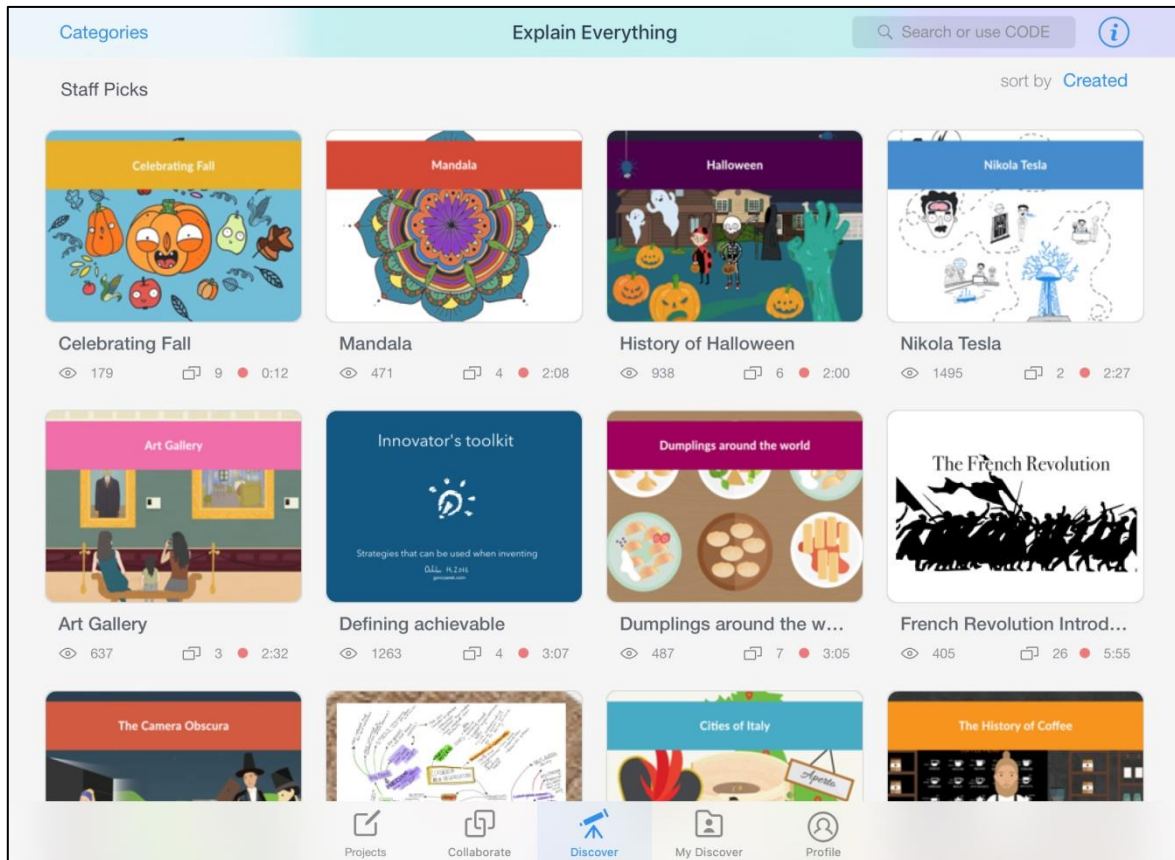 Categories
Explain Everything
Search or use CODE
i
Staff Picks
sort by Created
Celebrating Fall
Mandala
Halloween
Nikola Tesla
Celebrating Fall
179 9 0:12
Mandala
471 4 2:08
History of Halloween
938 6 2:00
Nikola Tesla
1495 2 2:27
Art Gallery
Innovator's toolkit
Strategies that can be used when inventing
Dumplings around the world
The French Revolution
Art Gallery
637 3 2:32
Defining achievable
1263 4 3:07
Dumplings around the w...
487 7 3:05
French Revolution Introd...
405 26 5:55
The Camera Obscura
Cities of Italy
Aperto
The History of Coffee
Projects
Collaborate
Discover
My Discover
Profile